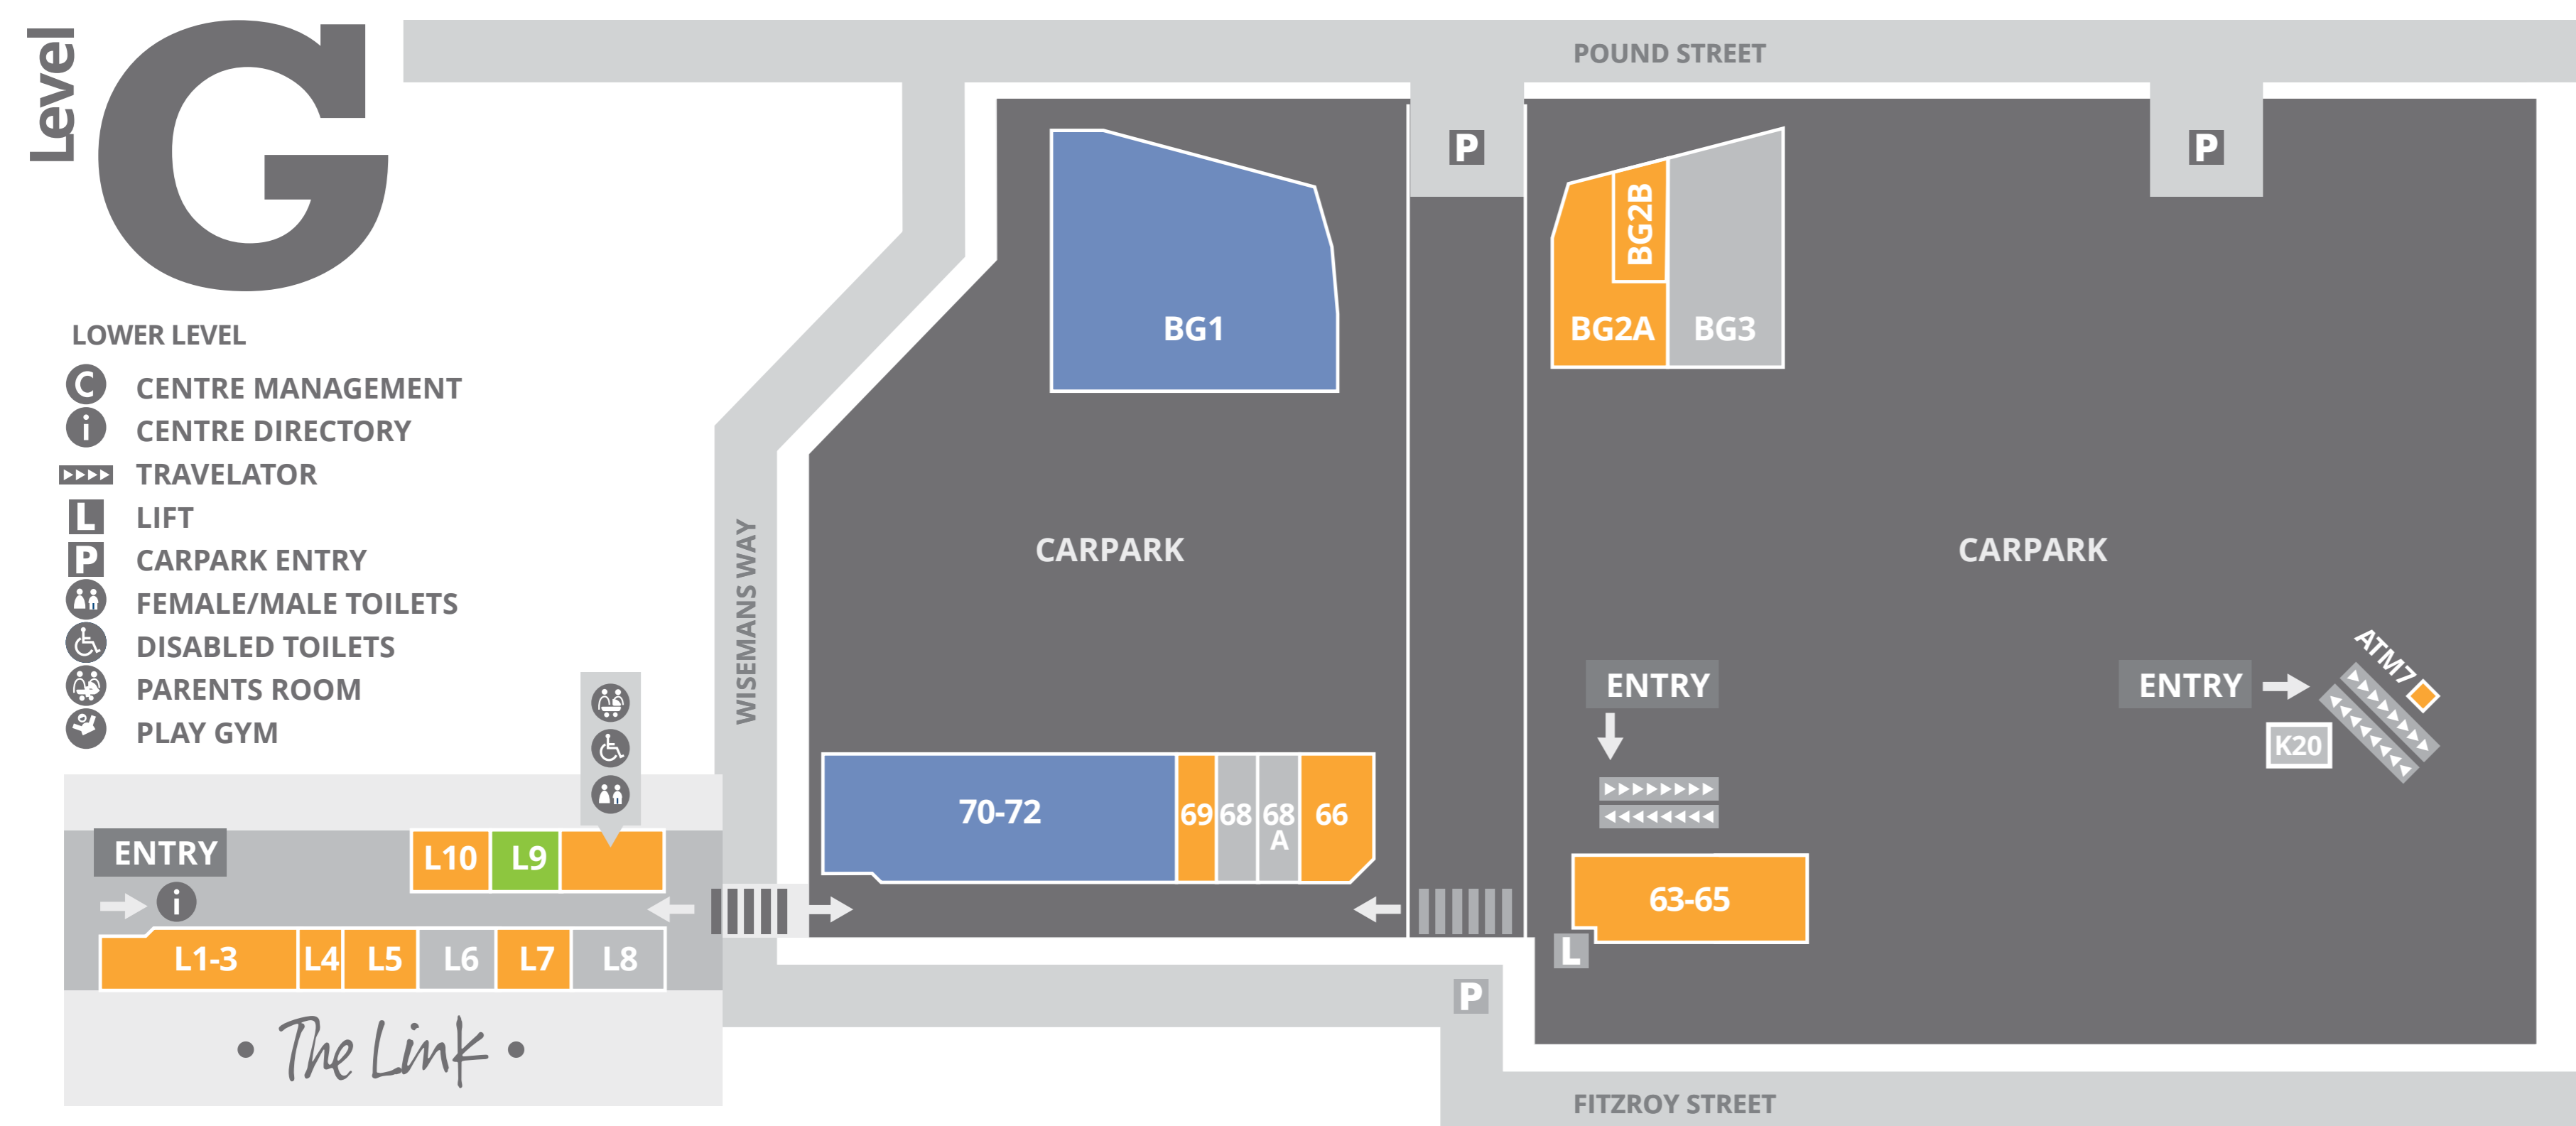 Level
G
LOWER LEVEL
C CENTRE MANAGEMENT
i CENTRE DIRECTORY
TRAVELATOR
L LIFT
P CARPARK ENTRY
FEMALE/MALE TOILETS
DISABLED TOILETS
PARENTS ROOM
PLAY GYM
POUND STREET
P
P
BG1
BG2B
BG2A
BG3
WISEMANS WAY
CARPARK
CARPARK
ENTRY
ENTRY
ATM7
K20
70-72
69
68
68
A
66
63-65
L
P
ENTRY
i
L10
L9
L1-3
L4
L5
L6
L7
L8
• The Link •
FITZROY STREET